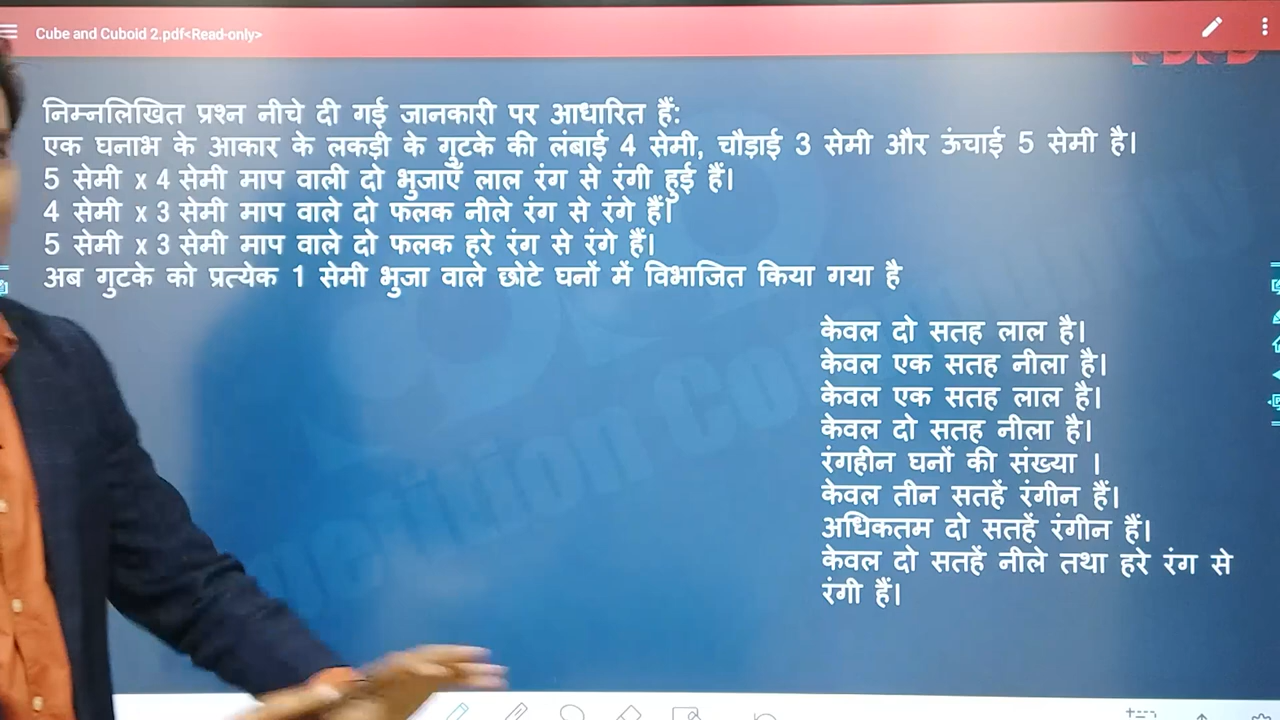 Cube and Cuboid 2.pdf<Read-only>
निम्नलिखित प्रश्न नीचे दी गई जानकारी पर आधारित हैं:
एक घनाभ के आकार के लकड़ी के गुटके की लंबाई 4 सेमी, चौड़ाई 3 सेमी और ऊंचाई 5 सेमी है।
5 सेमी x 4 सेमी माप वाली दो भुजाएँ लाल रंग से रंगी हुई हैं।
4 सेमी x 3 सेमी माप वाले दो फलक नीले रंग से रंगे हैं।
5 सेमी x 3 सेमी माप वाले दो फलक हरे रंग से रंगे हैं।
अब गुटके को प्रत्येक 1 सेमी भुजा वाले छोटे घनों में विभाजित किया गया है
केवल दो सतह लाल है।
केवल एक सतह नीला है।
केवल एक सतह लाल है।
केवल दो सतह नीला है।
रंगहीन घनों की संख्या ।
केवल तीन सतहें रंगीन हैं।
अधिकतम दो सतहें रंगीन हैं।
केवल दो सतहें नीले तथा हरे रंग से
रंगी हैं।